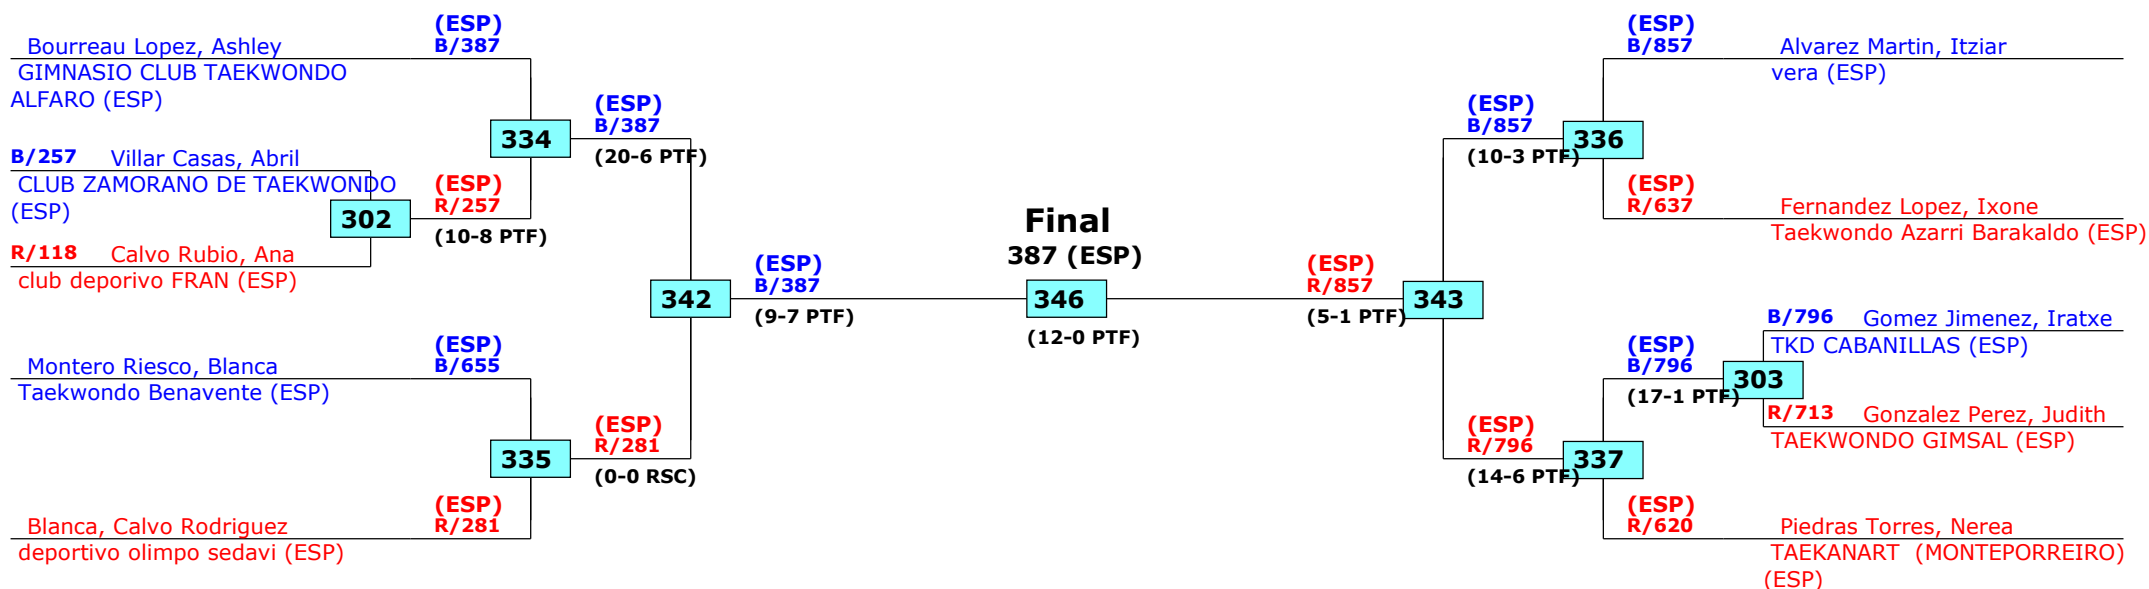 (ESP)
B/387
Bourreau Lopez, Ashley
GIMNASIO CLUB TAEKWONDO
ALFARO (ESP)
B/257 Villar Casas, Abril
CLUB ZAMORANO DE TAEKWONDO
(ESP)
302
R/118 Calvo Rubio, Ana
club deporivo FRAN (ESP)
(ESP)
R/257
(10-8 PTF)
334
(ESP)
B/387
(20-6 PTF)
Montero Riesco, Blanca
Taekwondo Benavente (ESP)
(ESP)
B/655
335
Blanca, Calvo Rodriguez
deportivo olimpo sedavi (ESP)
(ESP)
R/281
(ESP)
R/281
(0-0 RSC)
342
(ESP)
B/387
(9-7 PTF)
Final
387 (ESP)
346
(12-0 PTF)
(ESP)
R/857
(5-1 PTF)
343
(ESP)
B/857
(10-3 PTF)
336
(ESP)
B/857
Alvarez Martin, Itziar
vera (ESP)
(ESP)
R/637
Fernandez Lopez, Ixone
Taekwondo Azarri Barakaldo (ESP)
(ESP)
R/796
(14-6 PTF)
337
(ESP)
B/796
(17-1 PTF)
303
B/796 Gomez Jimenez, Iratxe
TKD CABANILLAS (ESP)
R/713 Gonzalez Perez, Judith
TAEKWONDO GIMSAL (ESP)
(ESP)
R/620
Piedras Torres, Nerea
TAEKANART (MONTEPORREIRO)
(ESP)